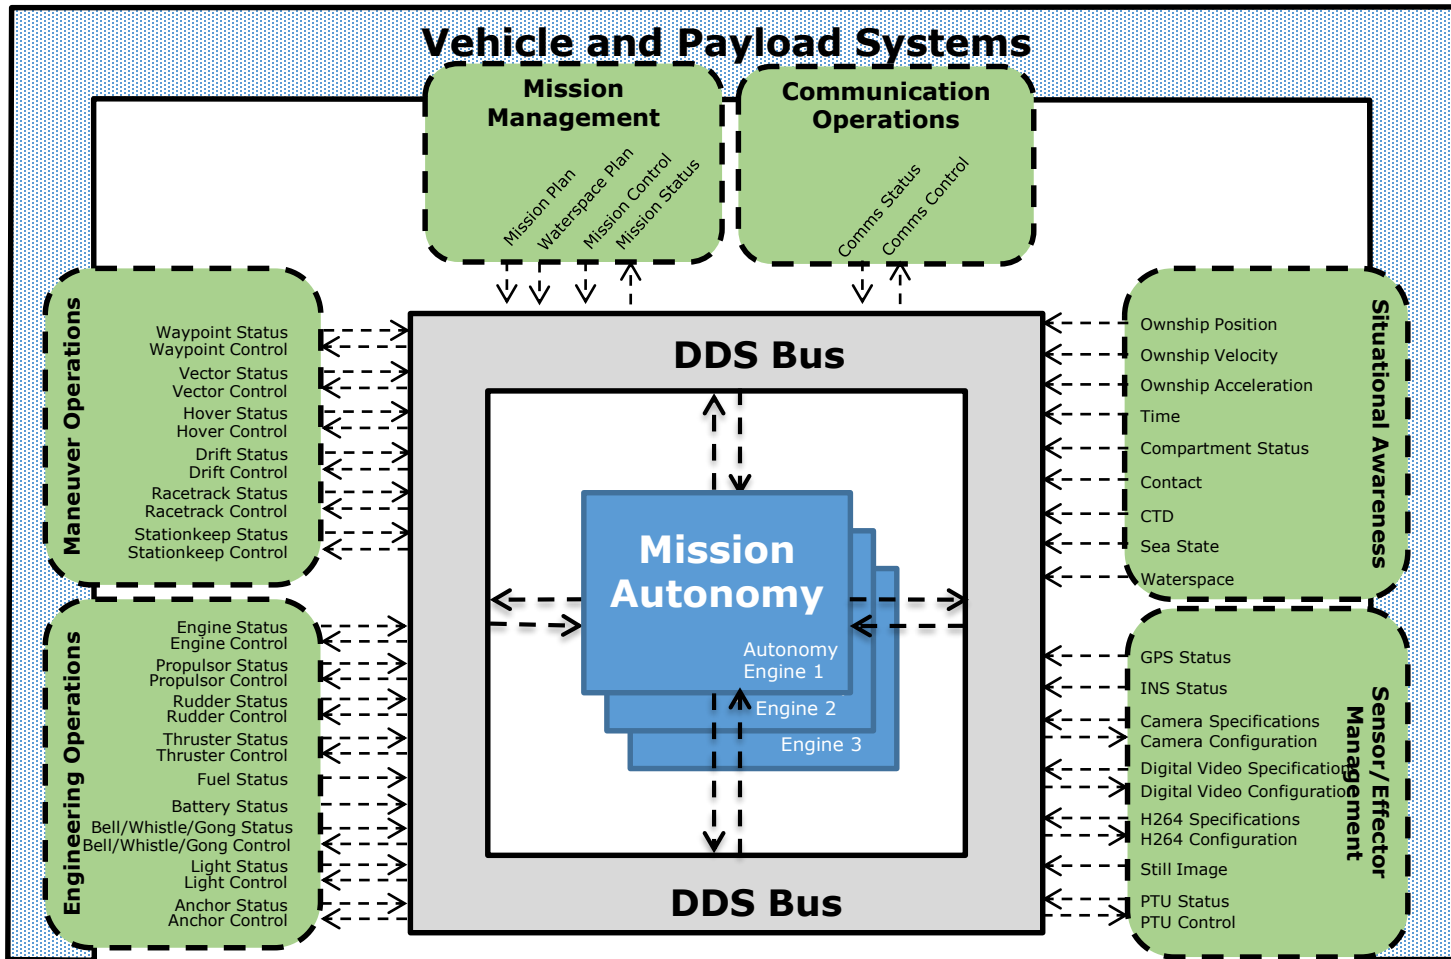 Vehicle and Payload Systems
Mission
Management
Mission Plan
Waterspace Plan
Mission Control
Mission Status
Communication
Operations
Comms Status
Comms Control
Maneuver Operations
Waypoint Status
Waypoint Control
Vector Status
Vector Control
Hover Status
Hover Control
Drift Status
Drift Control
Racetrack Status
Racetrack Control
Stationkeep Status
Stationkeep Control
Engineering Operations
Engine Status
Engine Control
Propulsor Status
Propulsor Control
Rudder Status
Rudder Control
Thruster Status
Thruster Control
Fuel Status
Battery Status
Bell/Whistle/Gong Status
Bell/Whistle/Gong Control
Light Status
Light Control
Anchor Status
Anchor Control
DDS Bus
Mission
Autonomy
Autonomy
Engine 1
Engine 2
Engine 3
DDS Bus
Situational Awareness
Ownship Position
Ownship Velocity
Ownship Acceleration
Time
Compartment Status
Contact
CTD
Sea State
Waterspace
Sensor/Effector
Management
GPS Status
INS Status
Camera Specifications
Camera Configuration
Digital Video Specifications
Digital Video Configuration
H264 Specifications
H264 Configuration
Still Image
PTU Status
PTU Control